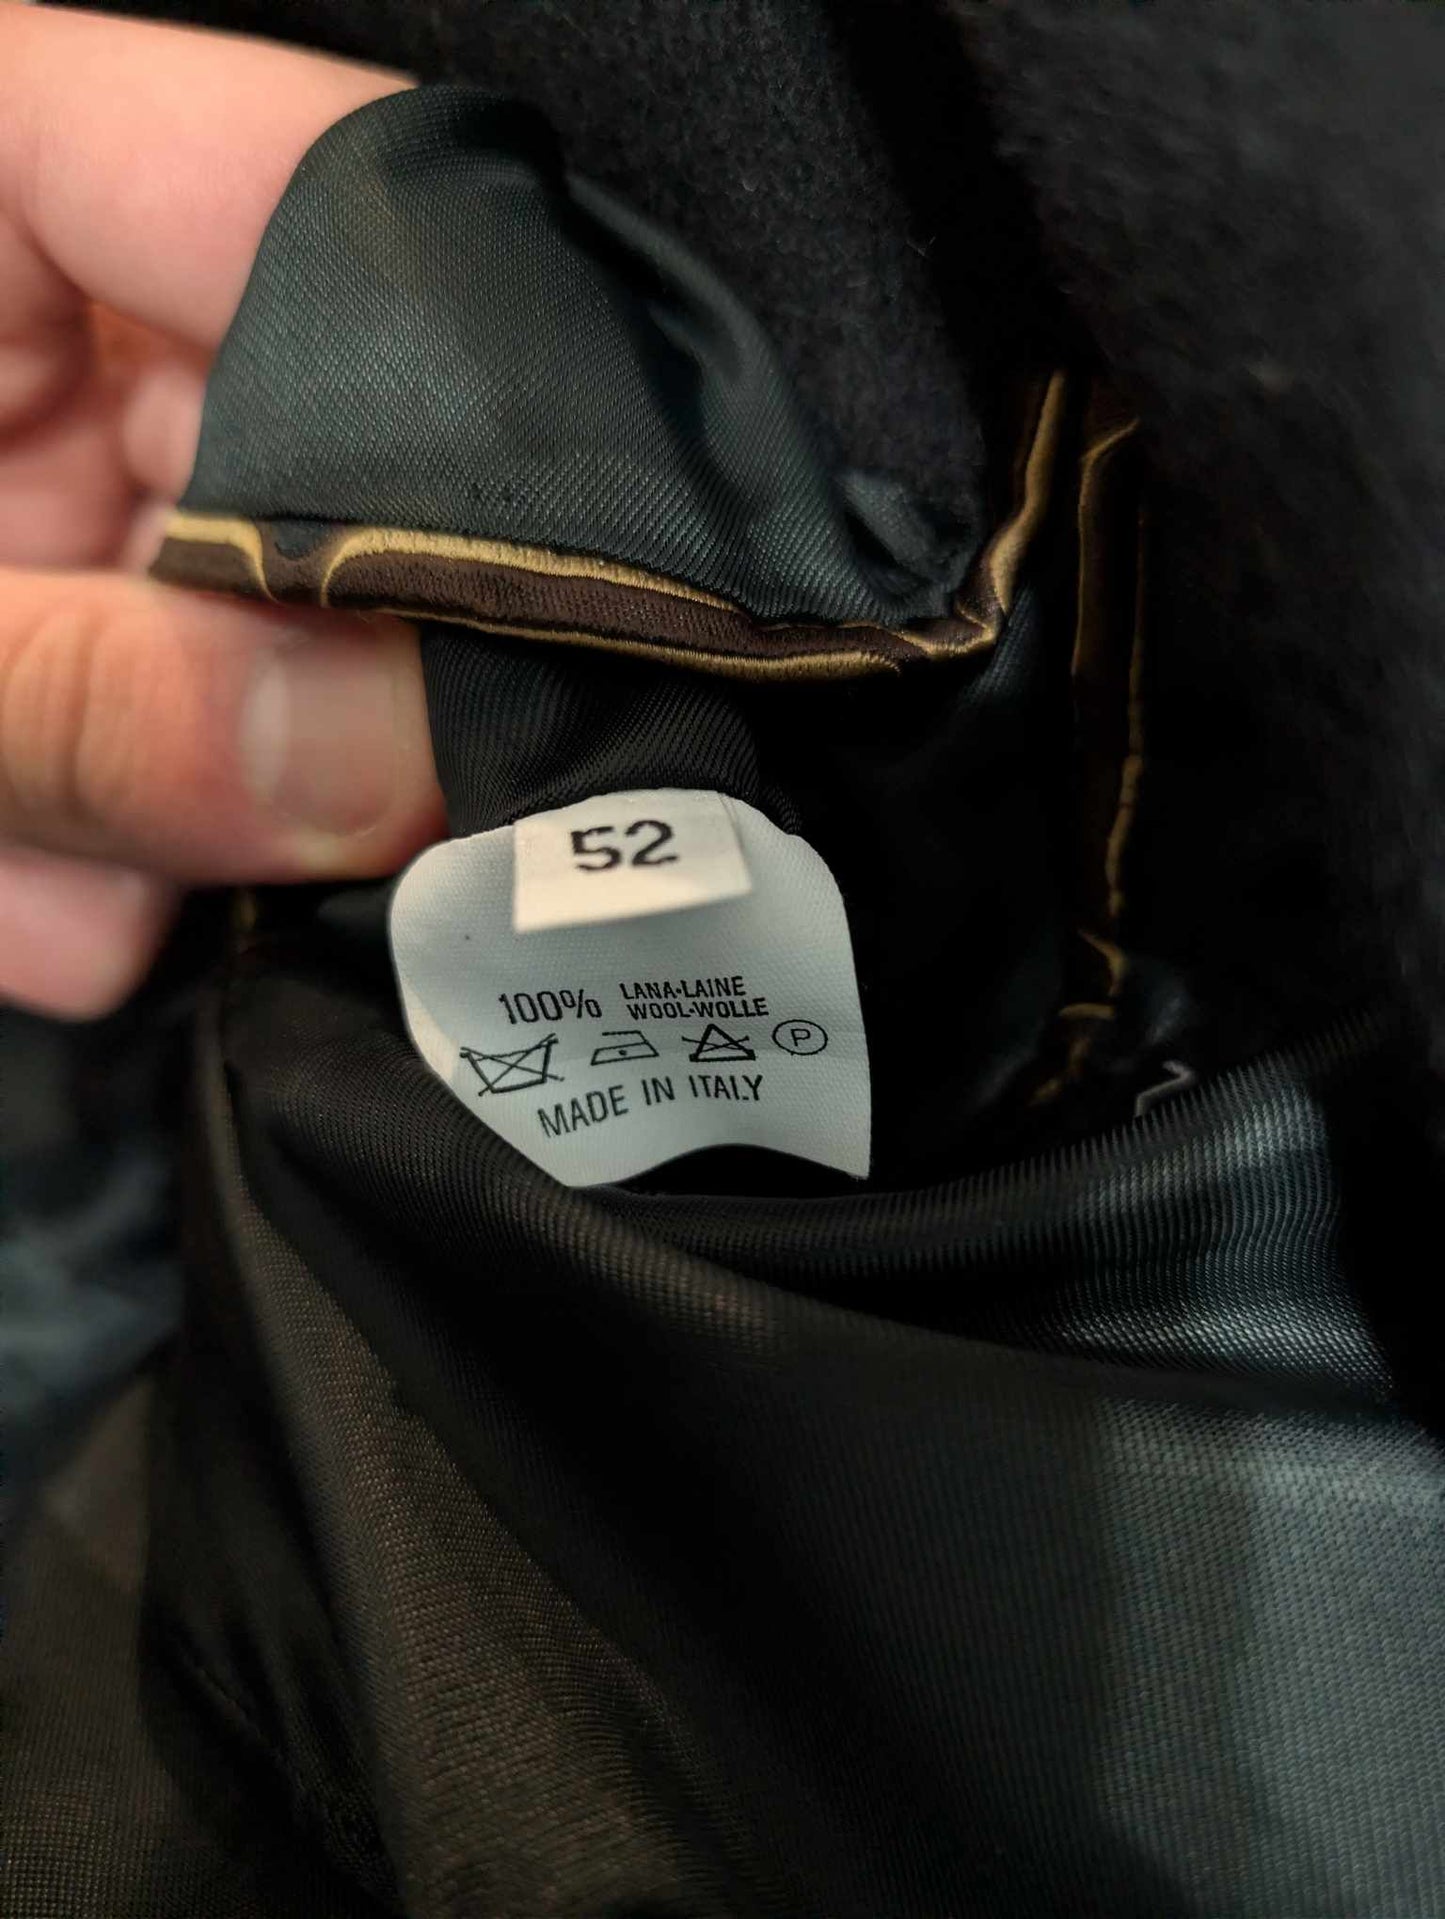 52
100% LANA-LAINE
WOOL-WOLLE
P
MADE IN ITALY